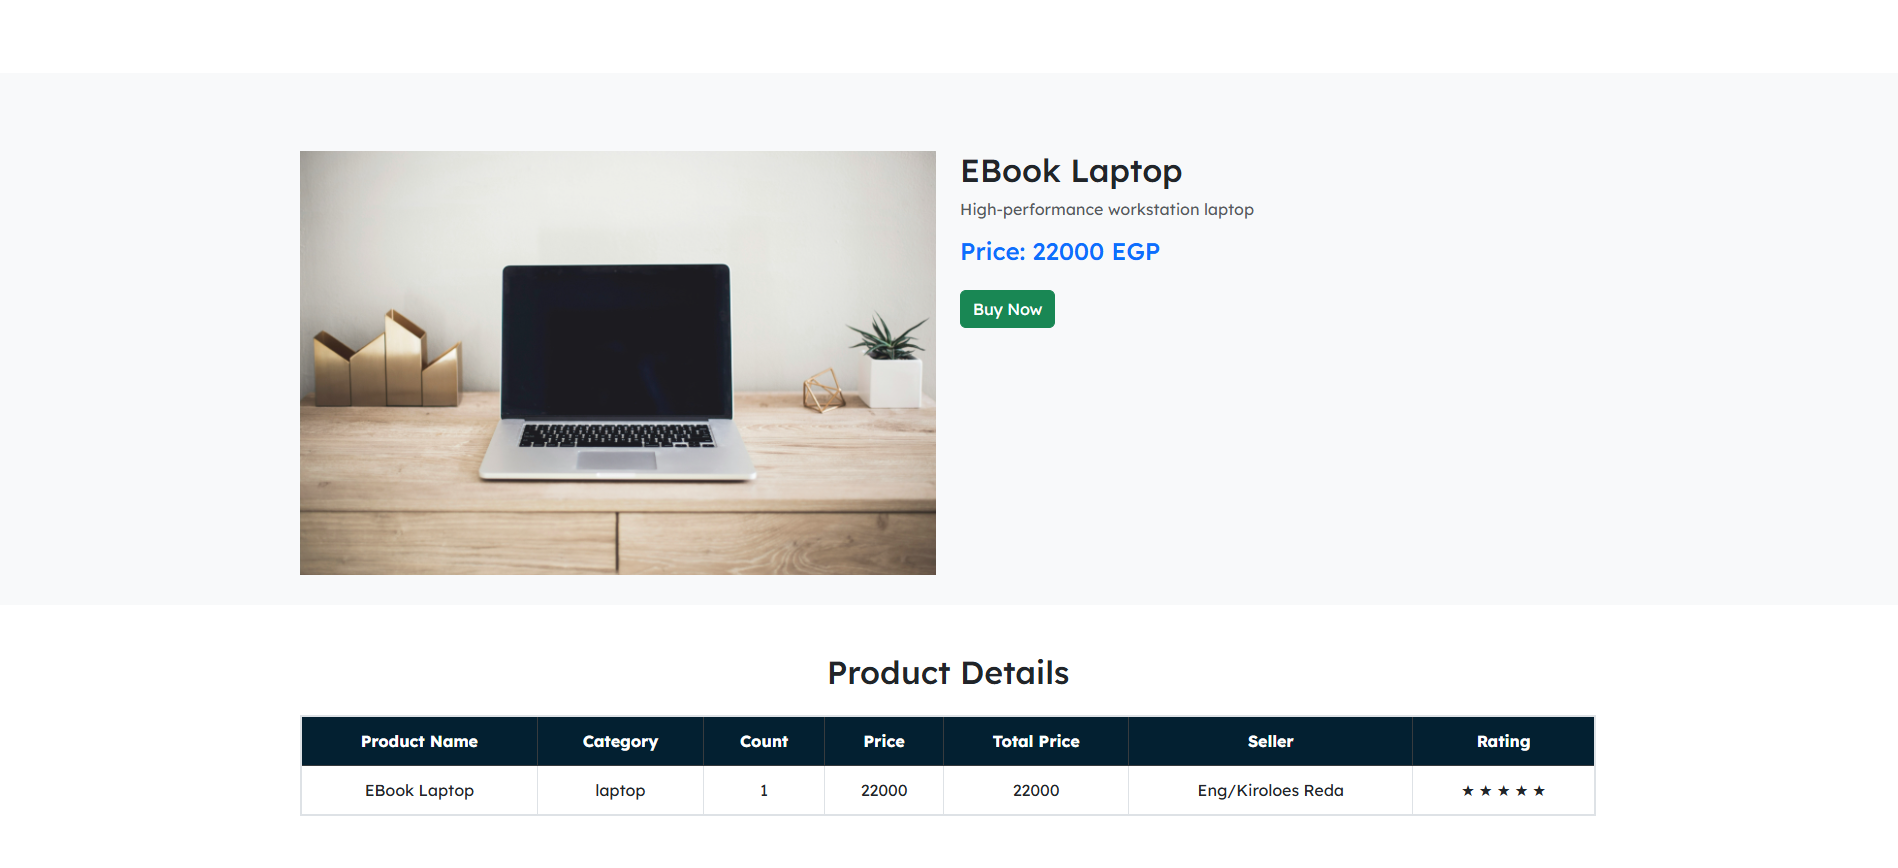 EBook Laptop
High-performance workstation laptop
Price: 22000 EGP
Buy Now
Product Details
Product Name Category Count Price Total Price Seller Rating
EBook Laptop laptop 1 22000 22000 Eng/Kiroloes Reda ★ ★ ★ ★ ★